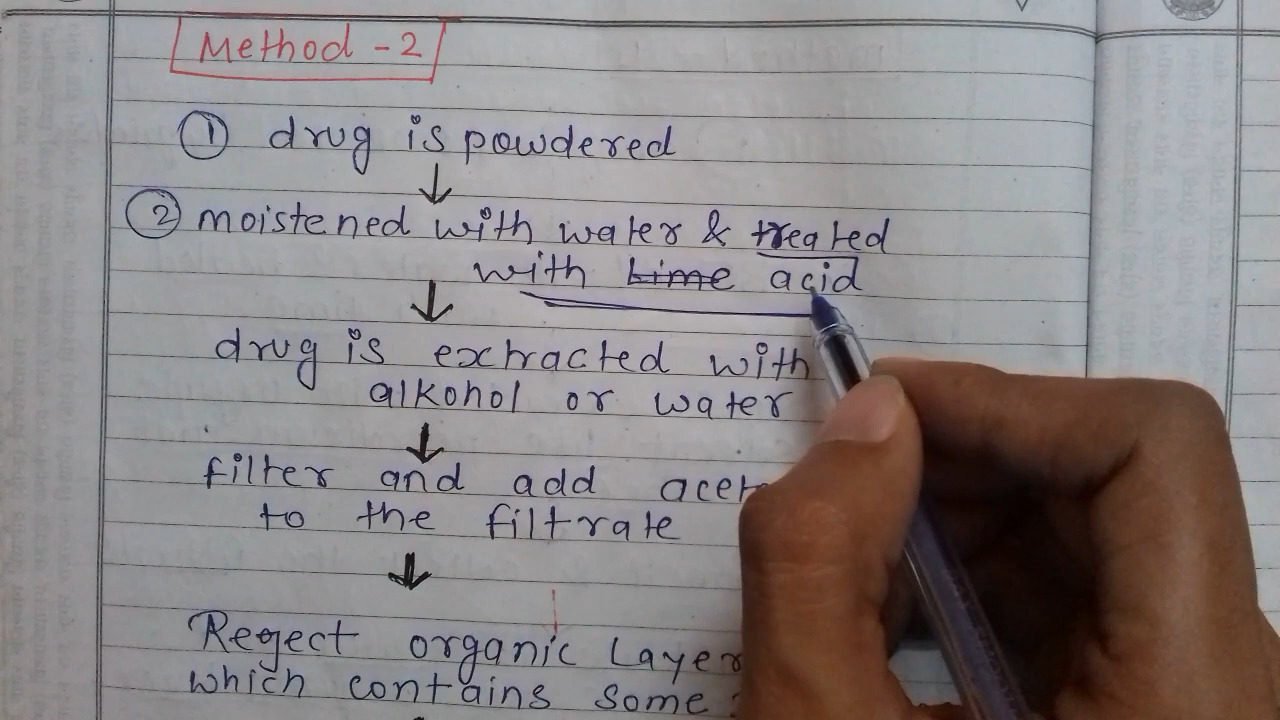 Method - 2
① drug is powdered
② moistened with water & treated
with Lime acid
drug is extracted with
alkohol or water
filter and add
to the filtrate
Reject organic Layer
which contains some